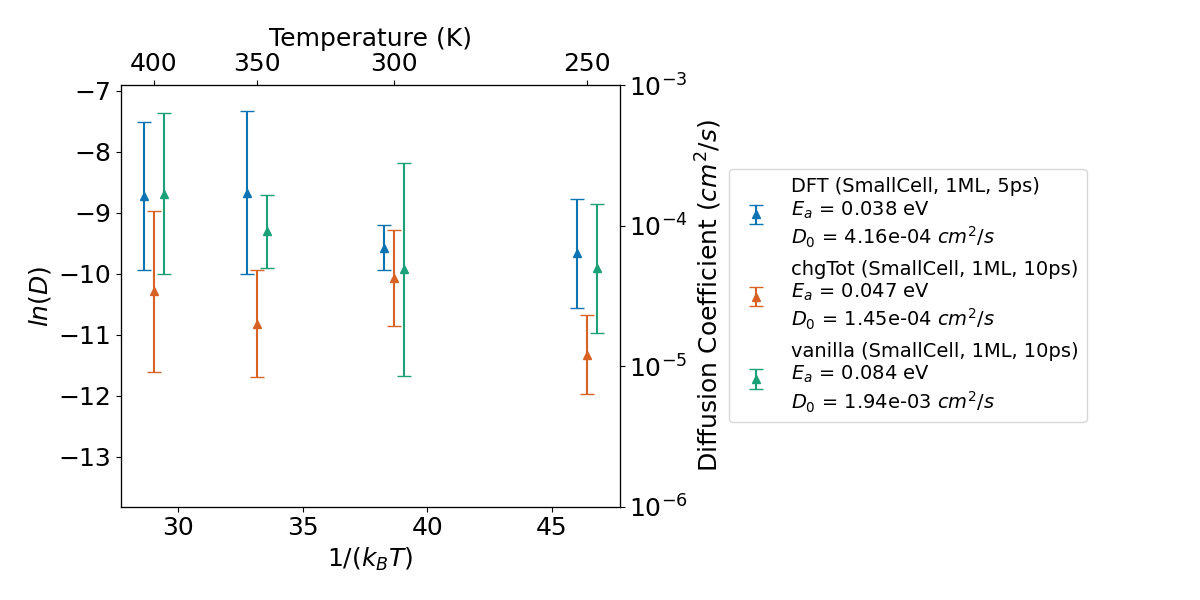 Temperature (K)
400 350 300 250
−7
−8
−9
−10
−11
−12
−13
ln(D)
30 35 40 45
1/(k_BT)
10^{−3}
10^{−4}
10^{−5}
10^{−6}
Diffusion Coefficient (cm^2/s)
DFT (SmallCell, 1ML, 5ps)
E_a = 0.038 eV
D_0 = 4.16e-04 cm^2/s
chgTot (SmallCell, 1ML, 10ps)
E_a = 0.047 eV
D_0 = 1.45e-04 cm^2/s
vanilla (SmallCell, 1ML, 10ps)
E_a = 0.084 eV
D_0 = 1.94e-03 cm^2/s